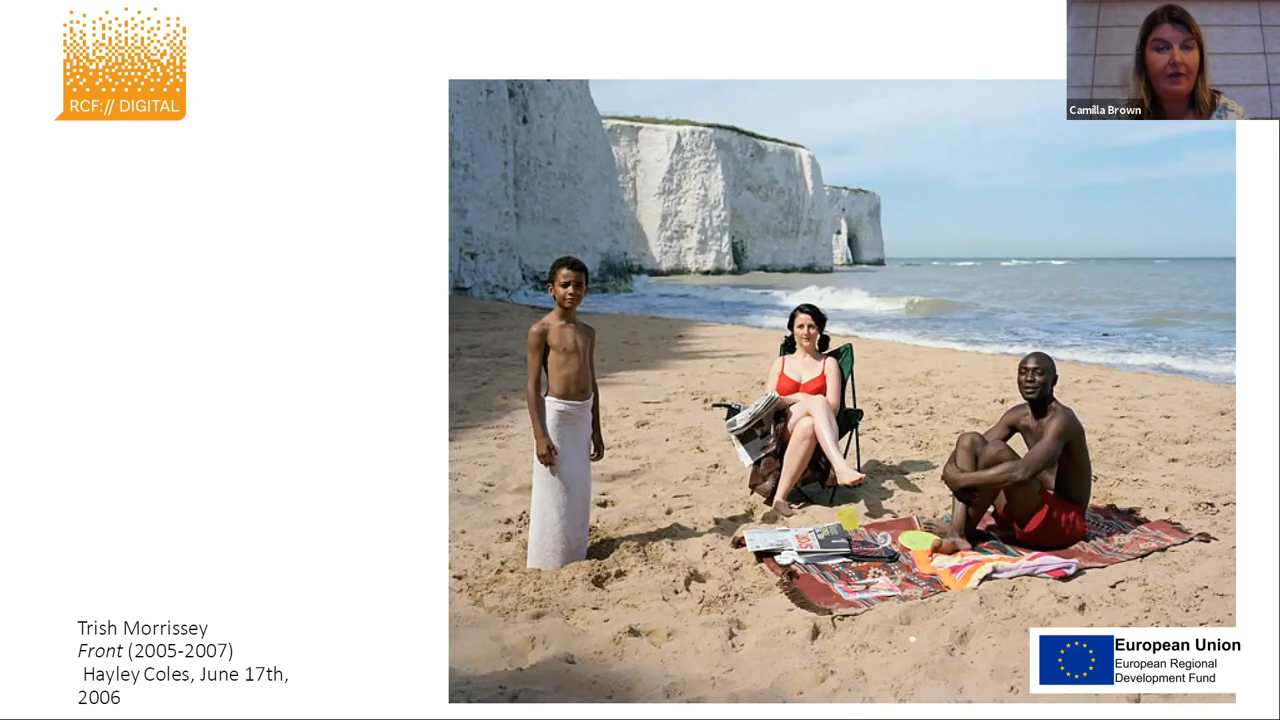 RCF:// DIGITAL
Camilla Brown
Trish Morrissey
Front (2005-2007)
Hayley Coles, June 17th,
2006
European Union
European Regional
Development Fund